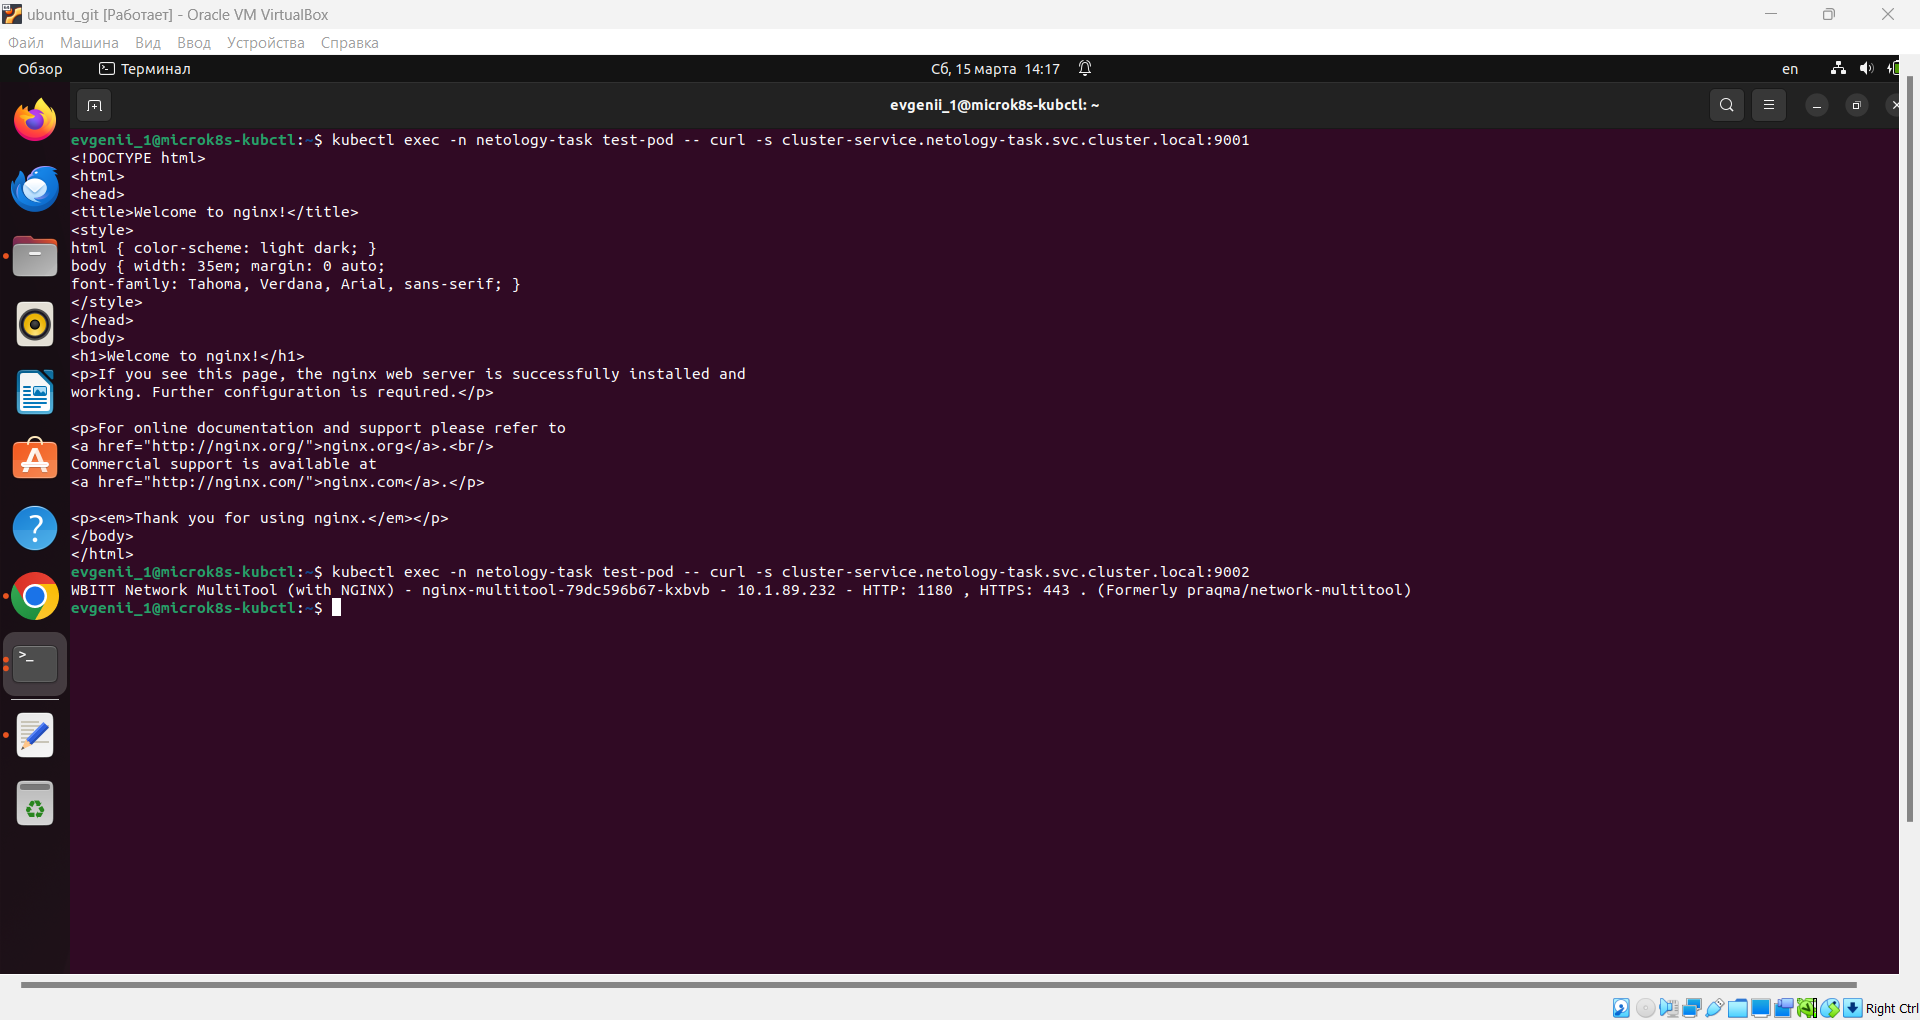 ubuntu_git [Работает] - Oracle VM VirtualBox
Файл Машина Вид Ввод Устройства Справка
Обзор Терминал Сб, 15 марта 14:17 en
evgenii_1@microk8s-kubctl: ~
evgenii_1@microk8s-kubctl:~$ kubectl exec -n netology-task test-pod -- curl -s cluster-service.netology-task.svc.cluster.local:9001
<!DOCTYPE html>
<html>
<head>
<title>Welcome to nginx!</title>
<style>
html { color-scheme: light dark; }
body { width: 35em; margin: 0 auto;
font-family: Tahoma, Verdana, Arial, sans-serif; }
</style>
</head>
<body>
<h1>Welcome to nginx!</h1>
<p>If you see this page, the nginx web server is successfully installed and
working. Further configuration is required.</p>
<p>For online documentation and support please refer to
<a href="http://nginx.org/">nginx.org</a>.<br/>
Commercial support is available at
<a href="http://nginx.com/">nginx.com</a>.</p>
<p><em>Thank you for using nginx.</em></p>
</body>
</html>
evgenii_1@microk8s-kubctl:~$ kubectl exec -n netology-task test-pod -- curl -s cluster-service.netology-task.svc.cluster.local:9002
WBITT Network MultiTool (with NGINX) - nginx-multitool-79dc596b67-kxbvb - 10.1.89.232 - HTTP: 1180 , HTTPS: 443 . (Formerly praqma/network-multitool)
evgenii_1@microk8s-kubctl:~$
Right Ctrl